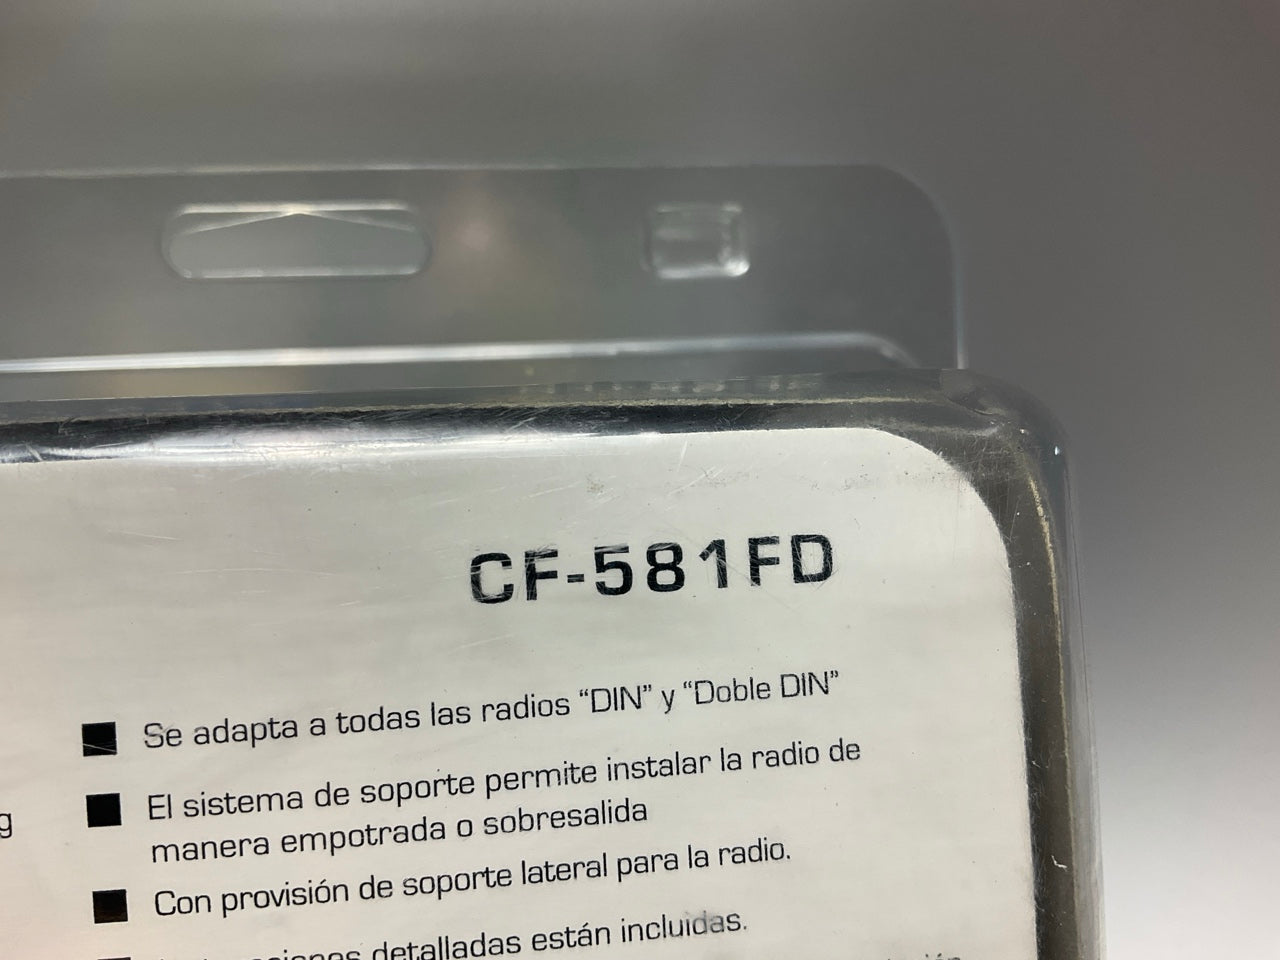 CF-581FD
■ Se adapta a todas las radios “DIN” y “Doble DIN”
■ El sistema de soporte permite instalar la radio de
manera empotrada o sobresalida
g
■ Con provisión de soporte lateral para la radio.
detalladas están incluidas.